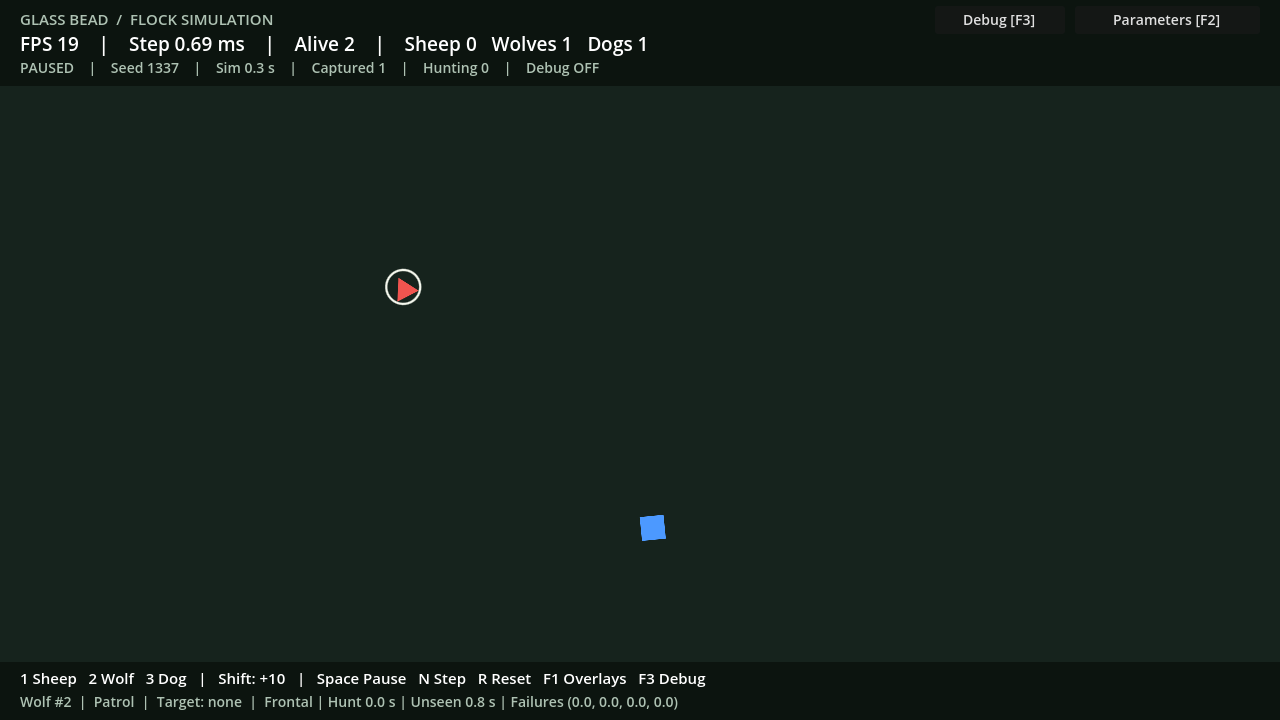 GLASS BEAD / FLOCK SIMULATION
Debug [F3]
Parameters [F2]
FPS 19 | Step 0.69 ms | Alive 2 | Sheep 0 Wolves 1 Dogs 1
PAUSED | Seed 1337 | Sim 0.3 s | Captured 1 | Hunting 0 | Debug OFF
1 Sheep 2 Wolf 3 Dog | Shift: +10 | Space Pause N Step R Reset F1 Overlays F3 Debug
Wolf #2 | Patrol | Target: none | Frontal | Hunt 0.0 s | Unseen 0.8 s | Failures (0.0, 0.0, 0.0, 0.0)